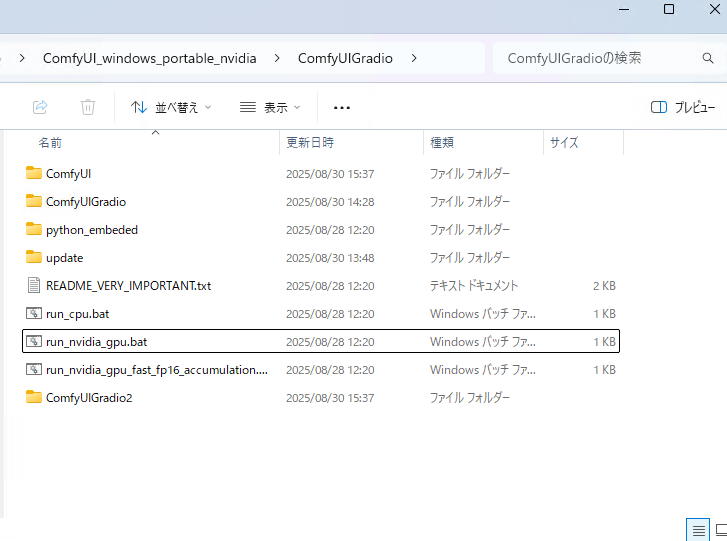 ComfyUI_windows_portable_nvidia > ComfyUIGradio >
ComfyUIGradioの検索
並べ替え 表示 ... プレビュー
名前 更新日時 種類 サイズ
ComfyUI 2025/08/30 15:37 ファイル フォルダー
ComfyUIGradio 2025/08/30 14:28 ファイル フォルダー
python_embeded 2025/08/28 12:20 ファイル フォルダー
update 2025/08/30 13:48 ファイル フォルダー
README_VERY_IMPORTANT.txt 2025/08/28 12:20 テキスト ドキュメント 2 KB
run_cpu.bat 2025/08/28 12:20 Windows バッチ ファ... 1 KB
run_nvidia_gpu.bat 2025/08/28 12:20 Windows バッチ ファ... 1 KB
run_nvidia_gpu_fast_fp16_accumulation.... 2025/08/28 12:20 Windows バッチ ファ... 1 KB
ComfyUIGradio2 2025/08/30 15:37 ファイル フォルダー